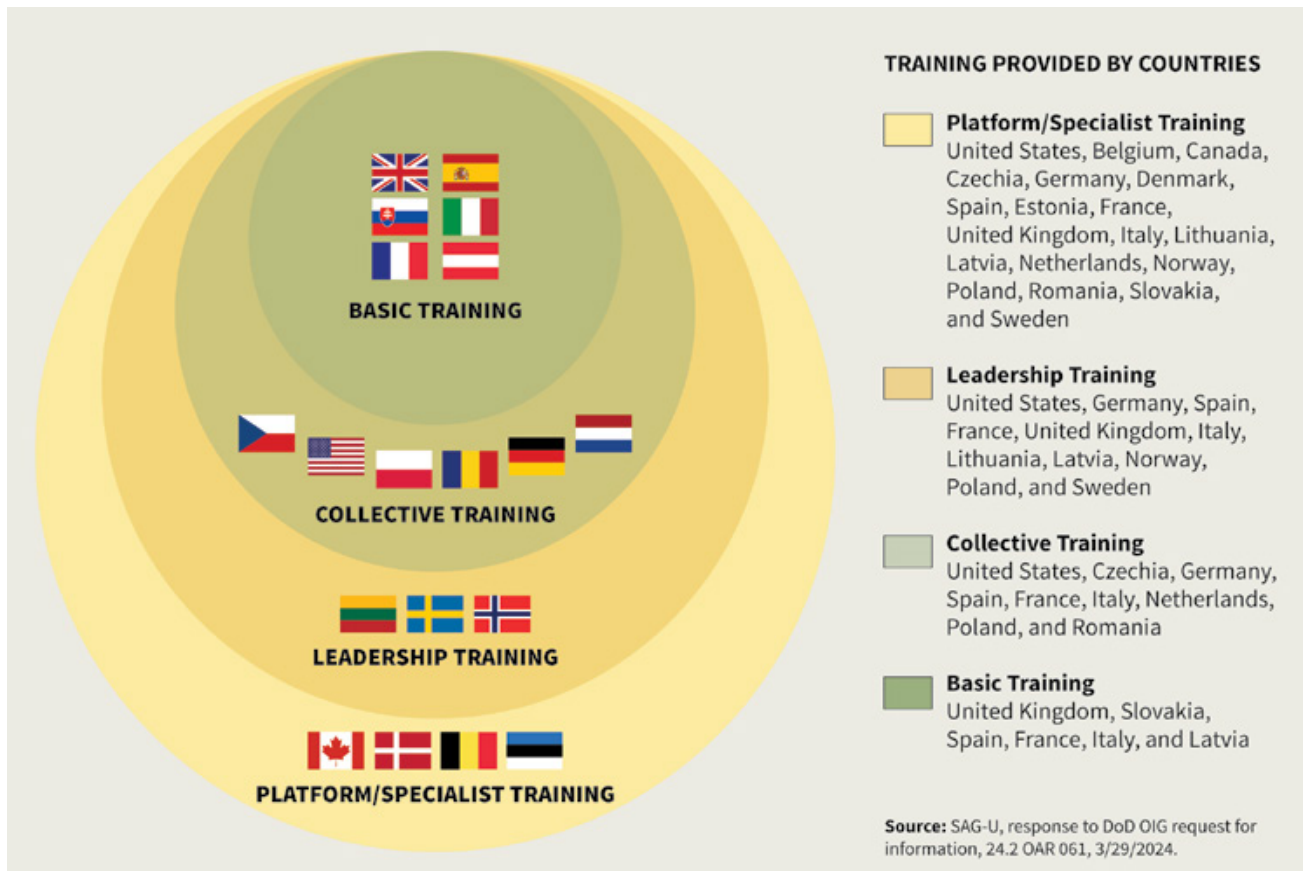 BASIC TRAINING
COLLECTIVE TRAINING
LEADERSHIP TRAINING
PLATFORM/SPECIALIST TRAINING
TRAINING PROVIDED BY COUNTRIES
Platform/Specialist Training
United States, Belgium, Canada,
Czechia, Germany, Denmark,
Spain, Estonia, France,
United Kingdom, Italy, Lithuania,
Latvia, Netherlands, Norway,
Poland, Romania, Slovakia,
and Sweden
Leadership Training
United States, Germany, Spain,
France, United Kingdom, Italy,
Lithuania, Latvia, Norway,
Poland, and Sweden
Collective Training
United States, Czechia, Germany,
Spain, France, Italy, Netherlands,
Poland, and Romania
Basic Training
United Kingdom, Slovakia,
Spain, France, Italy, and Latvia
Source: SAG-U, response to DoD OIG request for
information, 24.2 OAR 061, 3/29/2024.